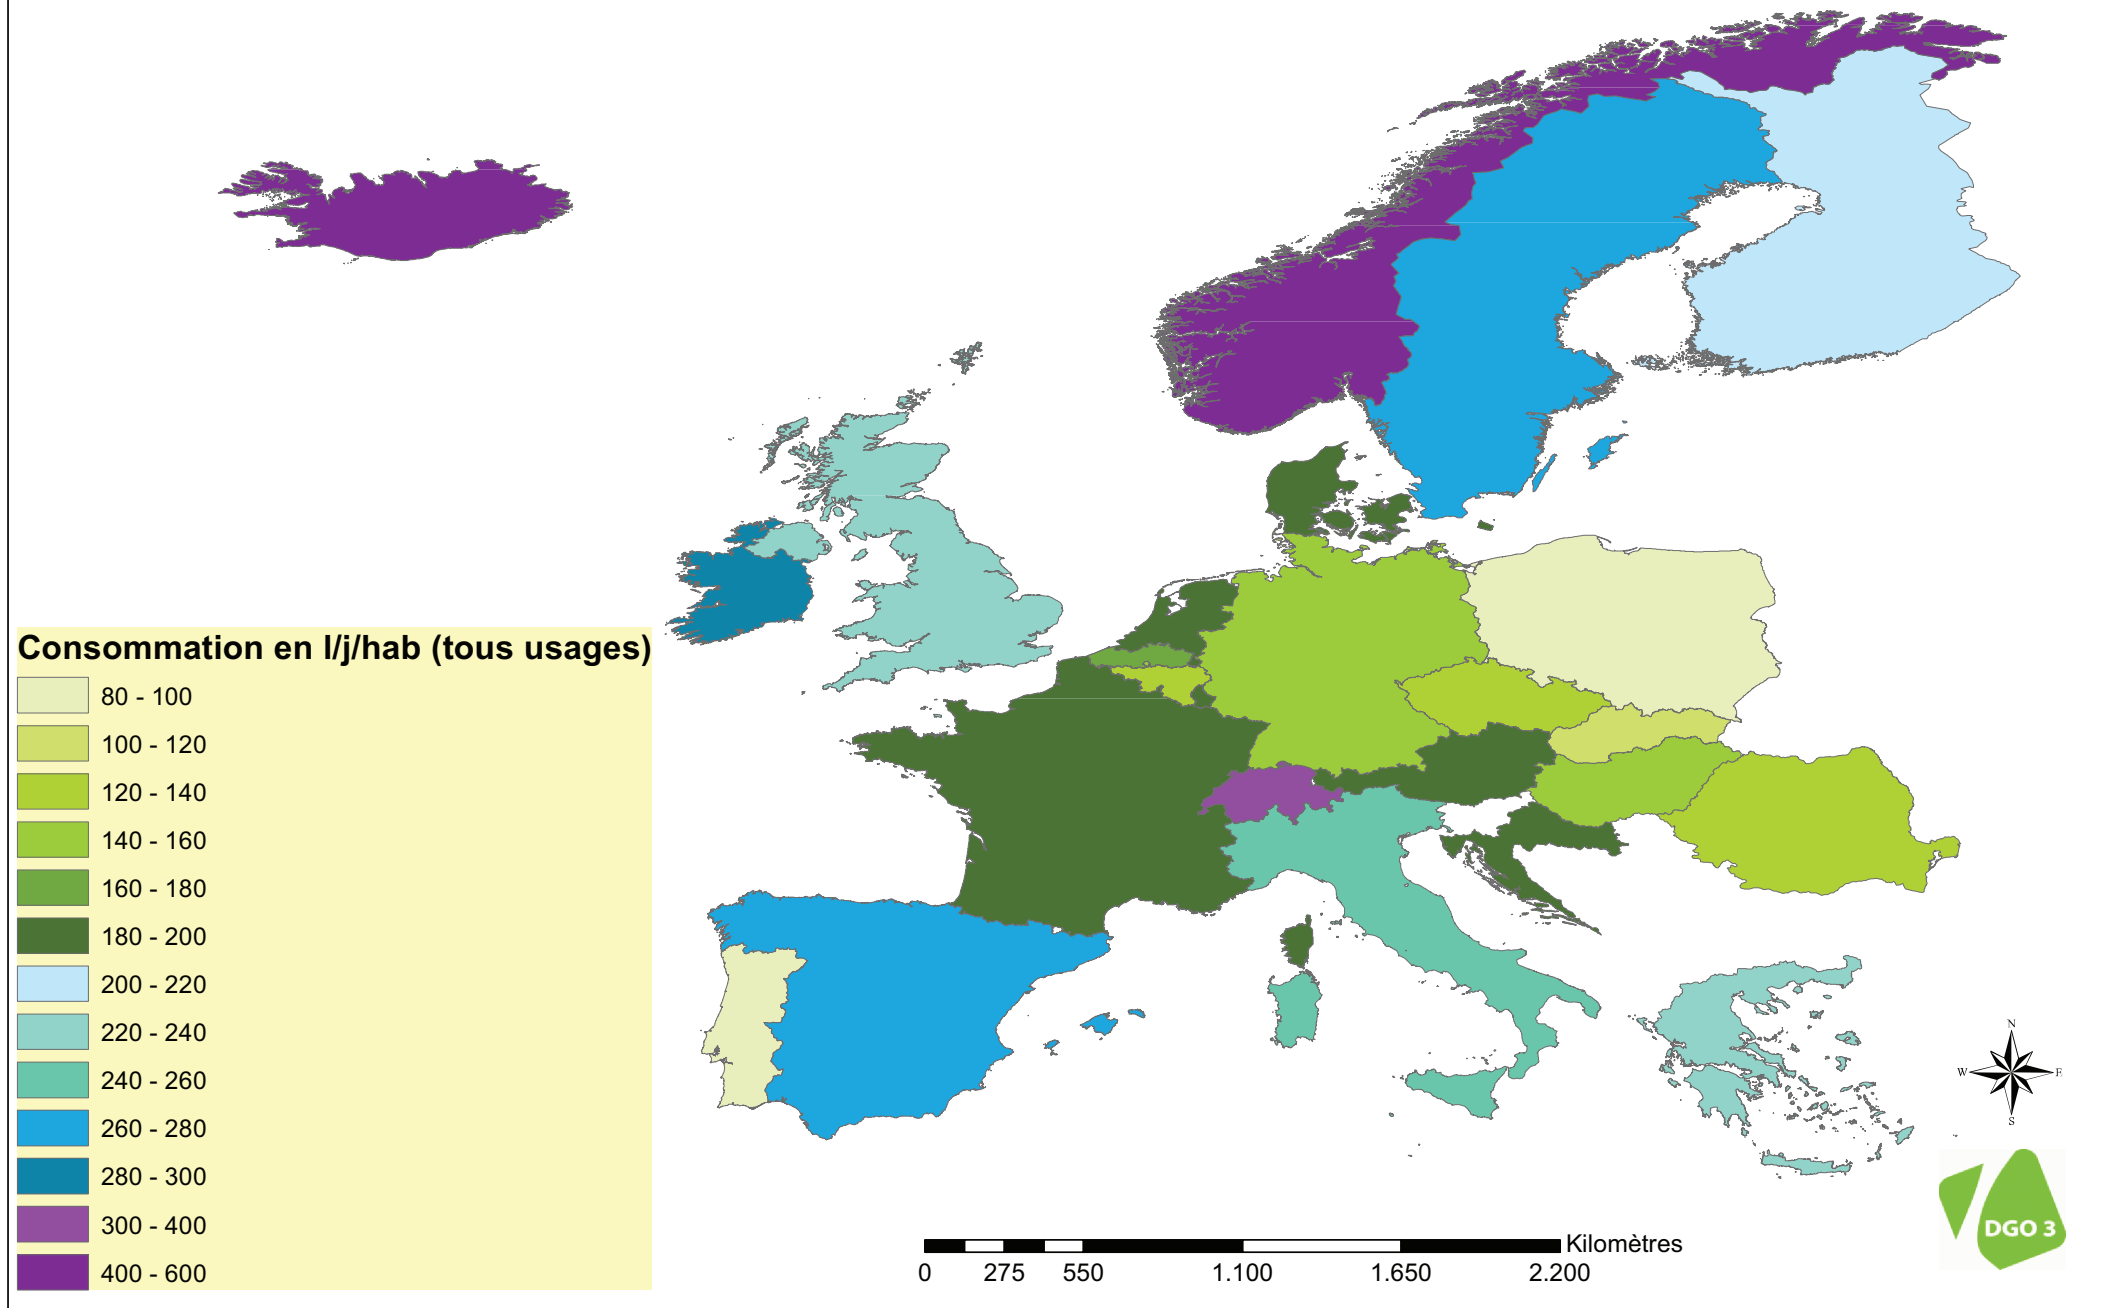 Consommation en l/j/hab (tous usages)
80 - 100
100 - 120
120 - 140
140 - 160
160 - 180
180 - 200
200 - 220
220 - 240
240 - 260
260 - 280
280 - 300
300 - 400
400 - 600
N
W E
S
DGO 3
Kilomètres
0 275 550 1.100 1.650 2.200